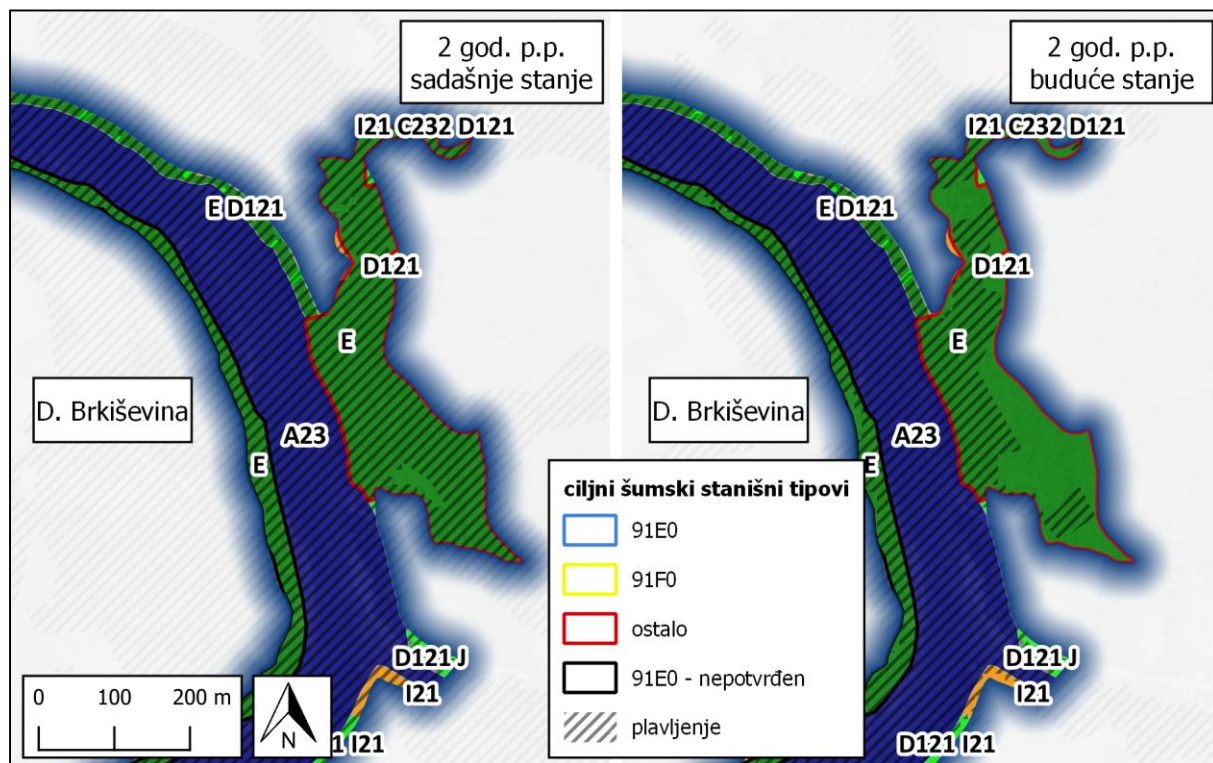 2 god. p.p.
sadašnje stanje
I21 C232 D121
E D121
D121
E
D. Brkiševina
A23
E
D121 J
I21
1 I21
0 100 200 m
N
2 god. p.p.
buduće stanje
I21 C232 D121
E D121
D121
E
D. Brkiševina
A23
E
D121 J
I21
D121 I21
ciljni šumski stanišni tipovi
91E0
91F0
ostalo
91E0 - nepotvrđen
plavljenje